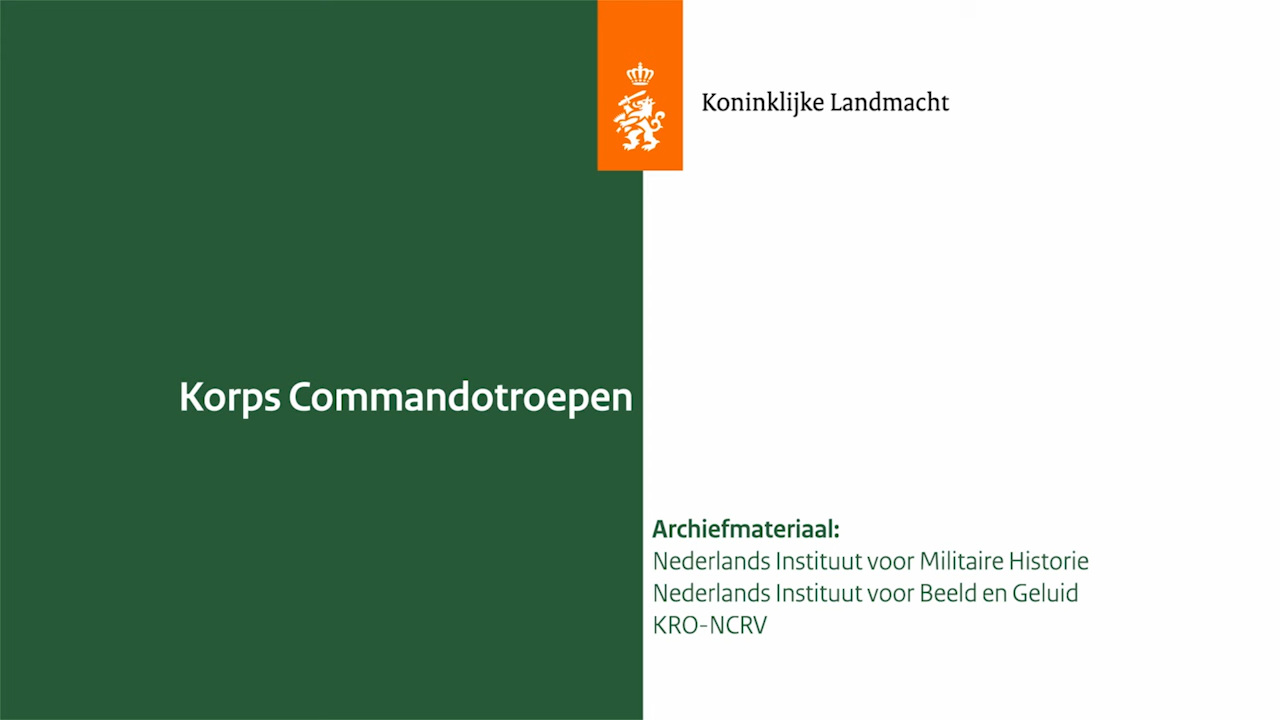 Koninklijke Landmacht
Korps Commandotroepen
Archiefmateriaal:
Nederlands Instituut voor Militaire Historie
Nederlands Instituut voor Beeld en Geluid
KRO-NCRV